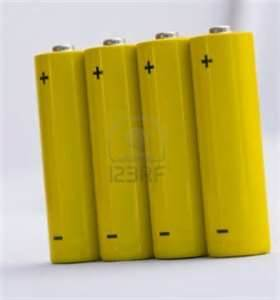 + + + +
123RF
- - - -